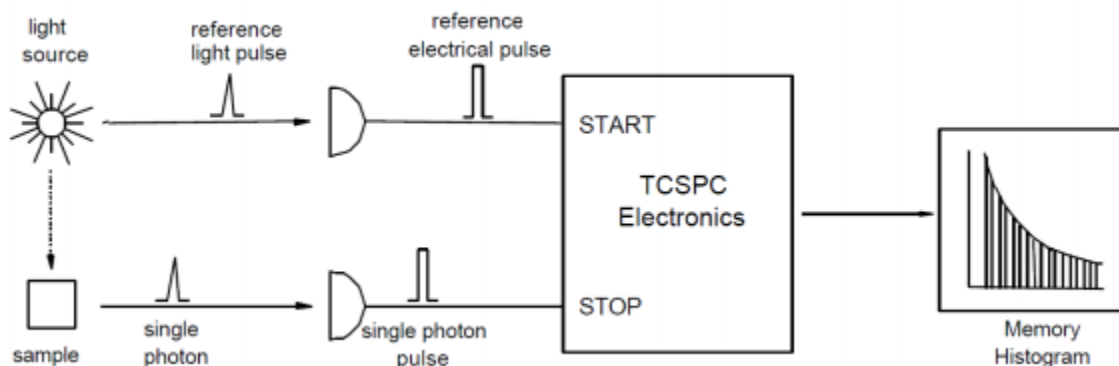 light
source
reference
light pulse
reference
electrical pulse
START
TCSPC
Electronics
STOP
sample
single
photon
single photon
pulse
Memory
Histogram